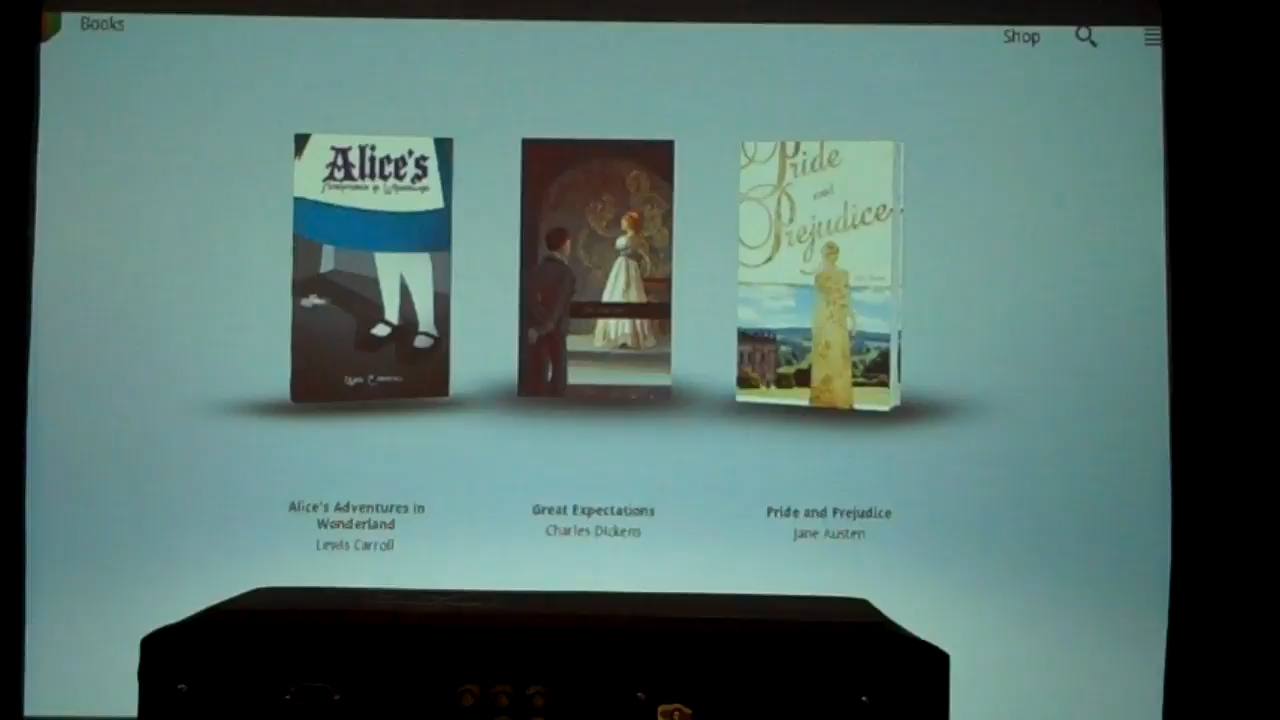 Books
Shop
Alice's
Pride
and
Prejudice
Alice's Adventures in
Wonderland
Lewis Carroll
Great Expectations
Charles Dickens
Pride and Prejudice
Jane Austen